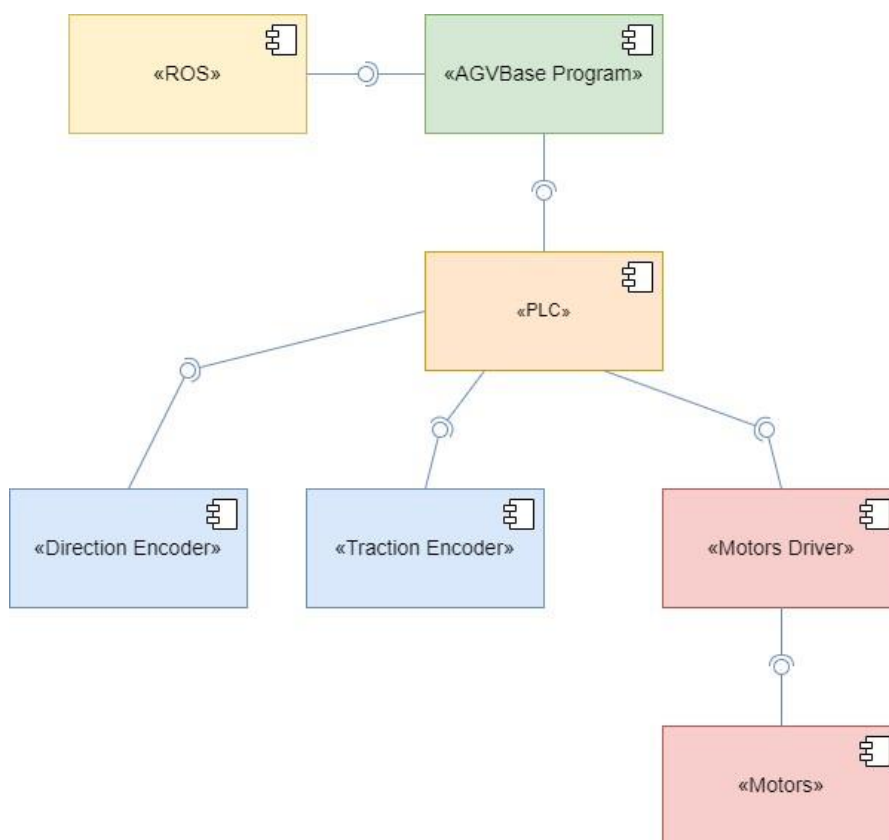 «ROS»
«AGVBase Program»
«PLC»
«Direction Encoder»
«Traction Encoder»
«Motors Driver»
«Motors»